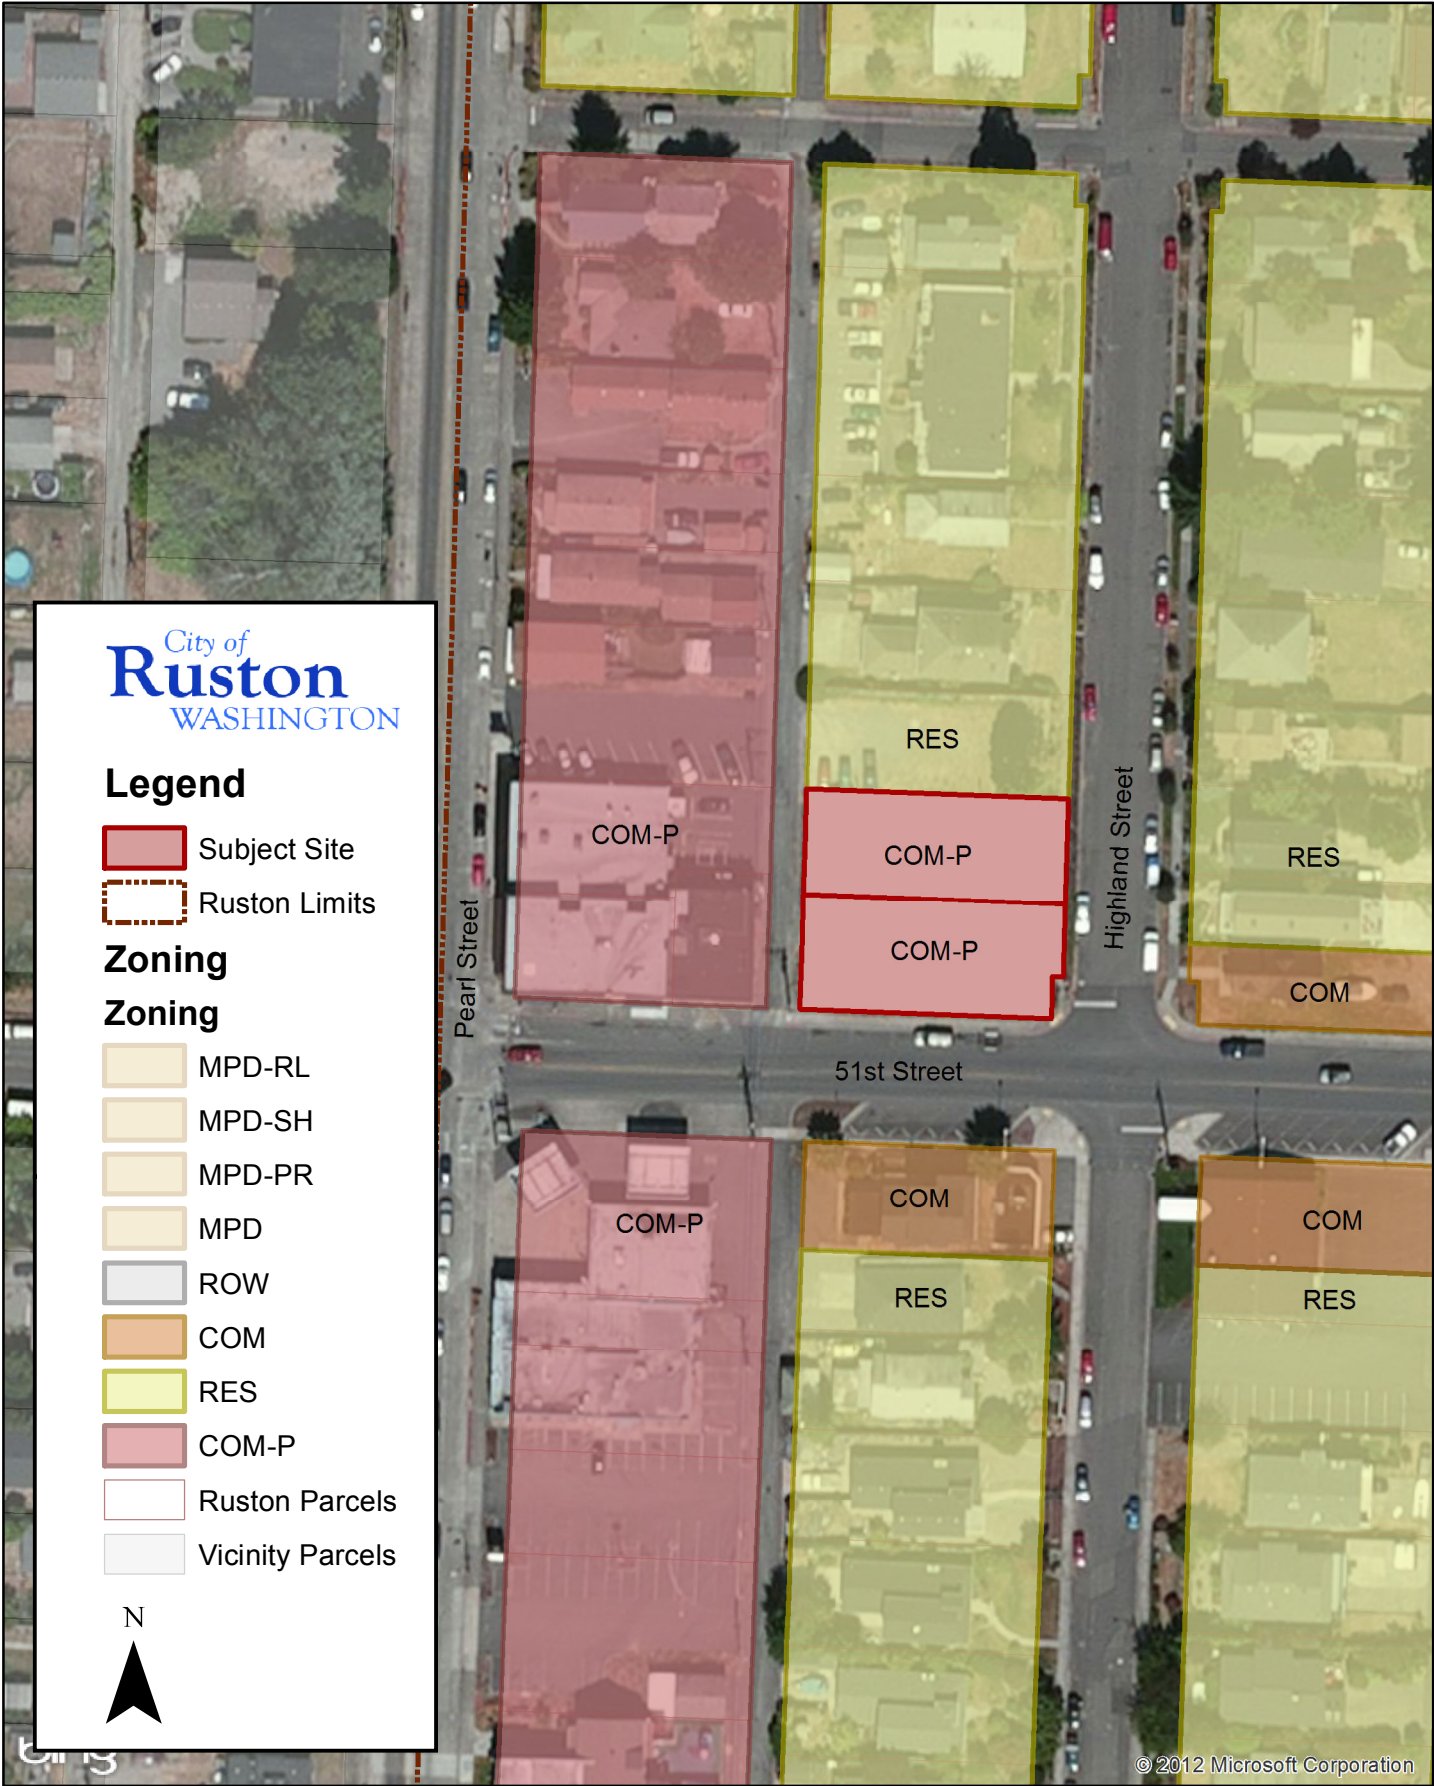 City of
Ruston
WASHINGTON
Legend
Subject Site
Ruston Limits
Zoning
Zoning
MPD-RL
MPD-SH
MPD-PR
MPD
ROW
COM
RES
COM-P
Ruston Parcels
Vicinity Parcels
N
bing
Pearl Street
COM-P
RES
COM-P
COM-P
Highland Street
RES
COM
51st Street
COM-P
COM
RES
COM
RES
© 2012 Microsoft Corporation